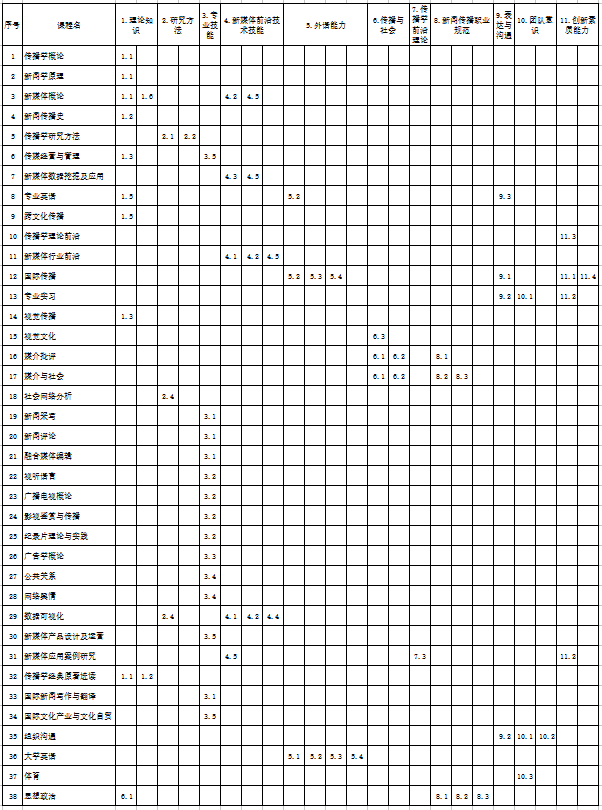 序号 课程名 1.理论知识 2.研究方法 3.专业技能 4.新媒体前沿技术技能 5.外语能力 6.传播与社会 7.传播学前沿理论 8.新闻传播职业规范 9.表达与沟通 10.团队意识 11.创新素质能力
1 传播学概论 1.1
2 新闻学原理 1.1
3 新媒体概论 1.1 1.6 4.2 4.5
4 新闻传播史 1.2
5 传播学研究方法 2.1 2.2
6 传媒经营与管理 1.3 3.5
7 新媒体数据挖掘及应用 4.3 4.5
8 专业英语 1.5 5.2 9.3
9 跨文化传播 1.5
10 传播学理论前沿 11.3
11 新媒体行业前沿 4.1 4.2 4.5
12 国际传播 5.2 5.3 5.4 9.1 11.1 11.4
13 专业实习 9.2 10.1 11.2
14 视觉传播 1.3
15 视觉文化 6.3
16 媒介批评 6.1 6.2 8.1
17 媒介与社会 6.1 6.2 8.2 8.3
18 社会网络分析 2.4
19 新闻采写 3.1
20 新闻评论 3.1
21 融合媒体编辑 3.1
22 视听语言 3.2
23 广播电视概论 3.2
24 影视鉴赏与传播 3.2
25 纪录片理论与实践 3.2
26 广告学概论 3.3
27 公共关系 3.4
28 网络舆情 3.4
29 数据可视化 2.4 4.1 4.2 4.4
30 新媒体产品设计及运营 3.5
31 新媒体应用案例研究 4.5 7.3 11.2
32 传播学经典原著选读 1.1 1.2
33 国际新闻写作与翻译 3.1
34 国际文化产业与文化自贸 3.5
35 组织沟通 9.2 10.1 10.2
36 大学英语 5.1 5.2 5.3 5.4
37 体育 10.3
38 思想政治 6.1 8.1 8.2 8.3